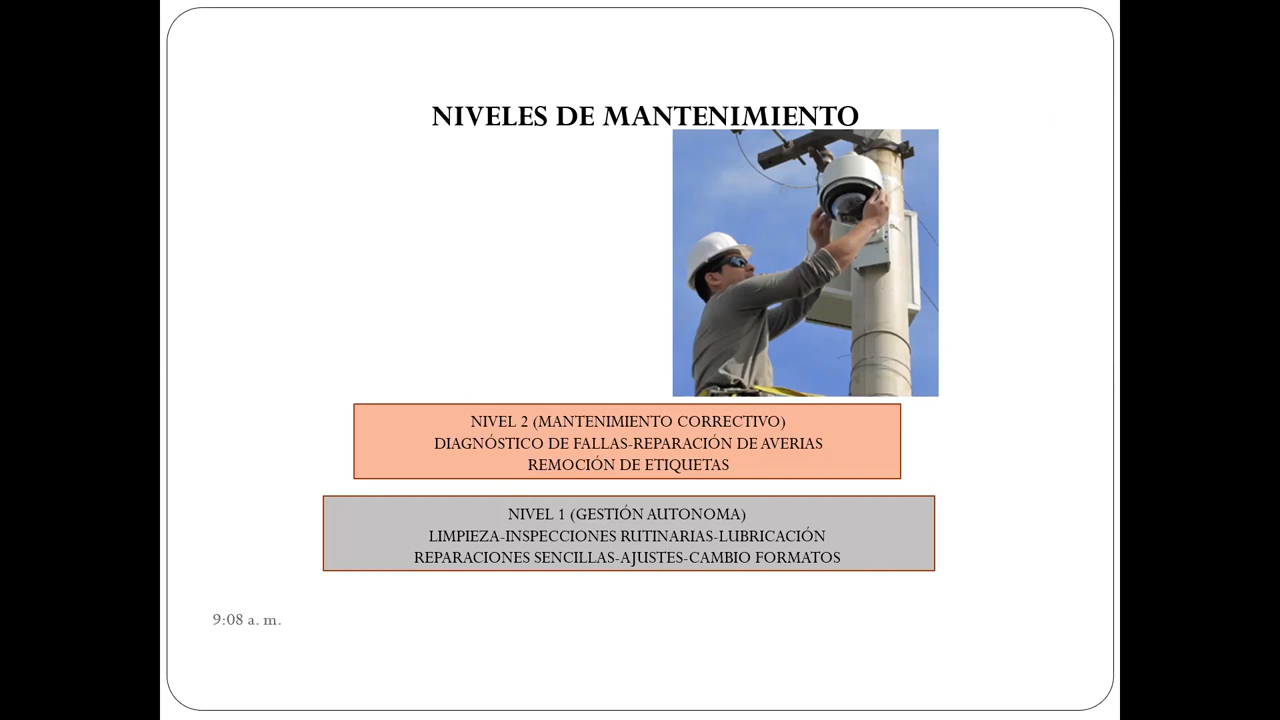 NIVELES DE MANTENIMIENTO
NIVEL 2 (MANTENIMIENTO CORRECTIVO)
DIAGNÓSTICO DE FALLAS-REPARACIÓN DE AVERIAS
REMOCIÓN DE ETIQUETAS
NIVEL 1 (GESTIÓN AUTONOMA)
LIMPIEZA-INSPECCIONES RUTINARIAS-LUBRICACIÓN
REPARACIONES SENCILLAS-AJUSTES-CAMBIO FORMATOS
9:08 a. m.